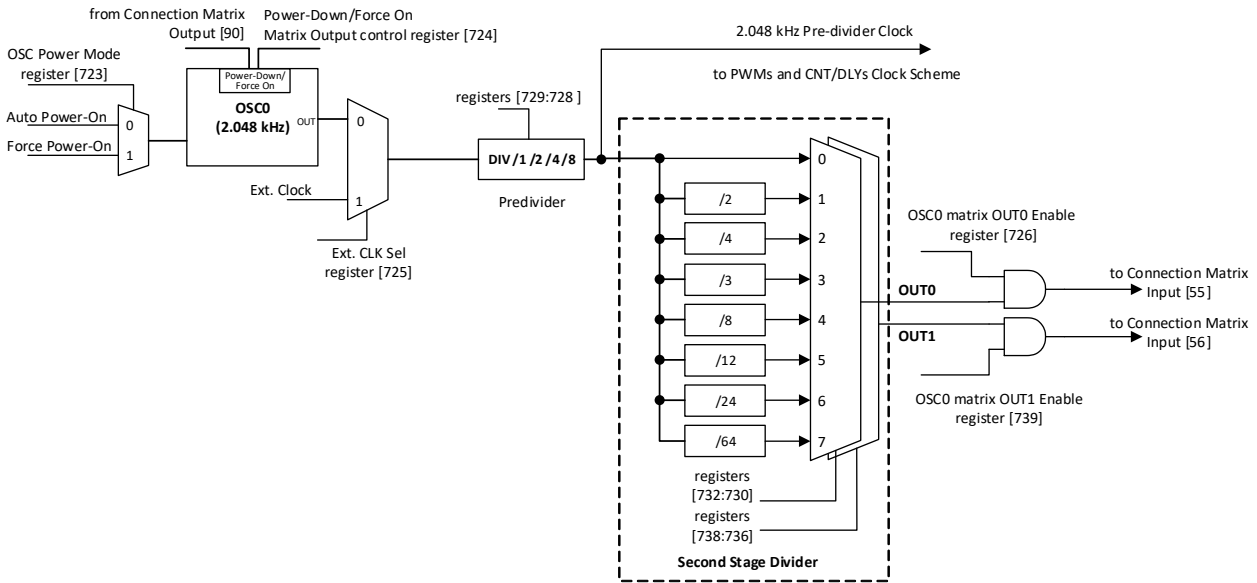 from Connection Matrix
Output [90]
Power-Down/Force On
Matrix Output control register [724]
OSC Power Mode
register [723]
Power-Down/
Force On
OSC0
(2.048 kHz)
OUT
Auto Power-On
0
Force Power-On
1
0
Ext. Clock
1
Ext. CLK Sel
register [725]
registers [729:728 ]
DIV /1 /2 /4 /8
Predivider
2.048 kHz Pre-divider Clock
to PWMs and CNT/DLYs Clock Scheme
0
/2
1
/4
2
/3
3
/8
4
/12
5
/24
6
/64
7
registers
[732:730]
registers
[738:736]
Second Stage Divider
OSC0 matrix OUT0 Enable
register [726]
OUT0
to Connection Matrix
Input [55]
OUT1
to Connection Matrix
Input [56]
OSC0 matrix OUT1 Enable
register [739]